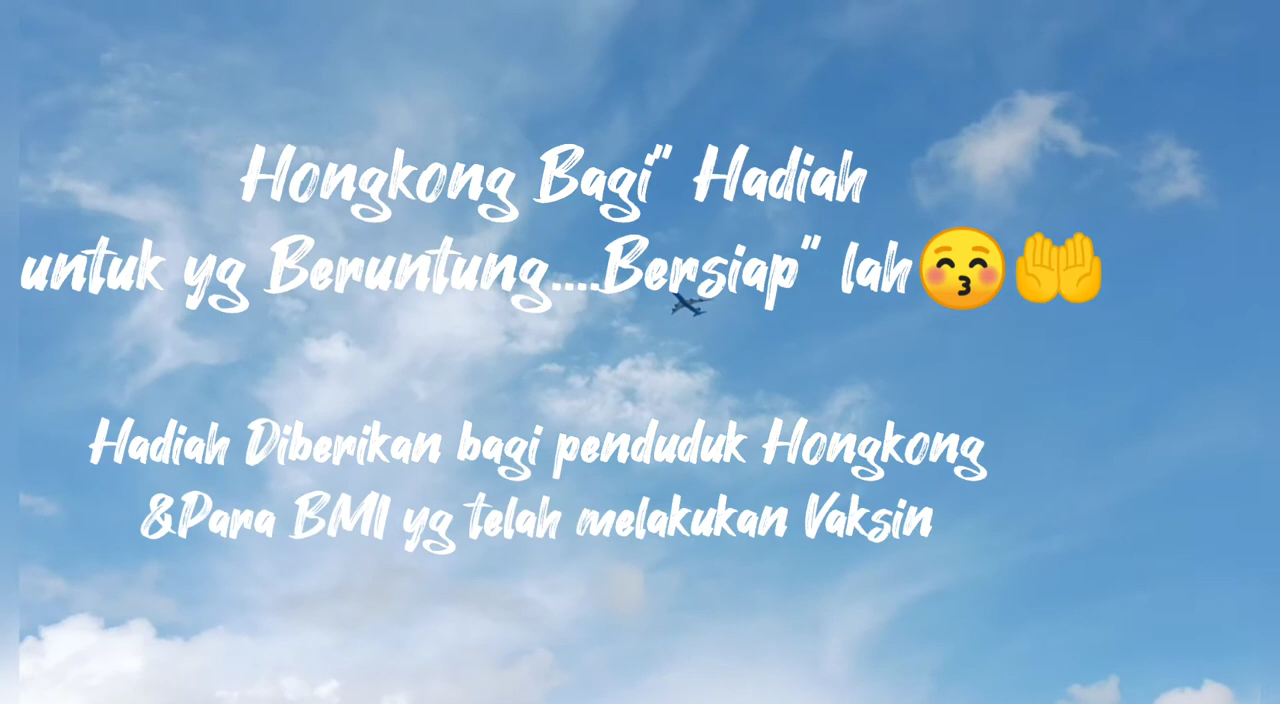 Hongkong Bagi" Hadiah
untuk yg Beruntung....Bersiap" lah😚🤲
Hadiah Diberikan bagi penduduk Hongkong
&Para BMI yg telah melakukan Vaksin